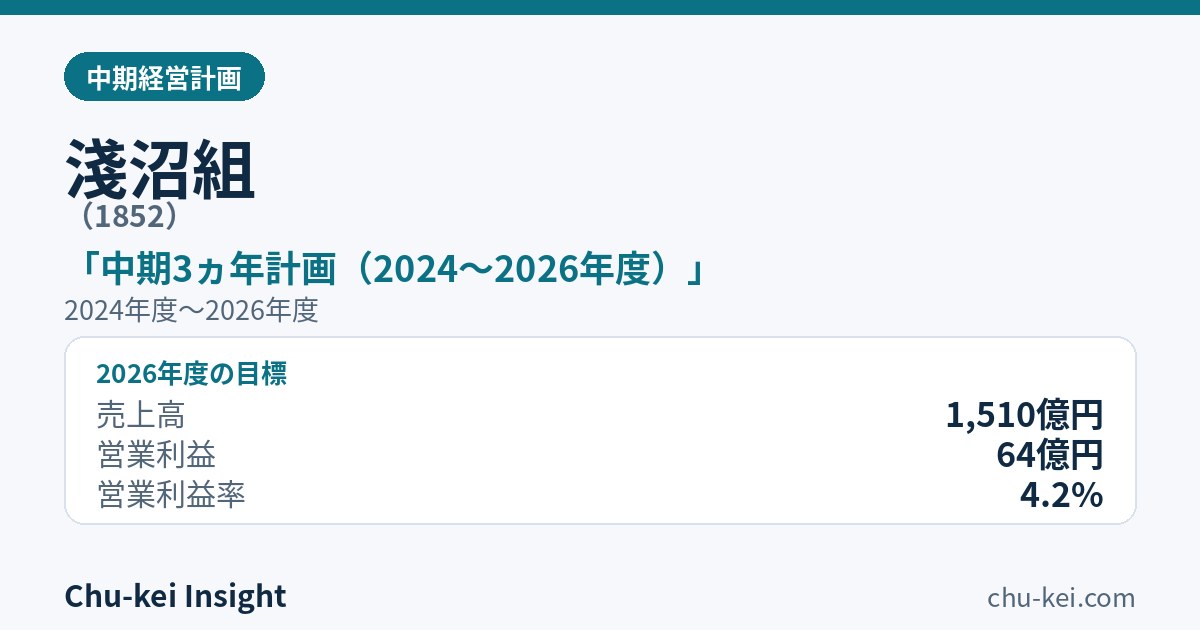 中期経営計画
淺沼組
（1852）
「中期3ヵ年計画（2024～2026年度）」
2024年度～2026年度
2026年度の目標
売上高 1,510億円
営業利益 64億円
営業利益率 4.2%
Chu-kei Insight chu-kei.com